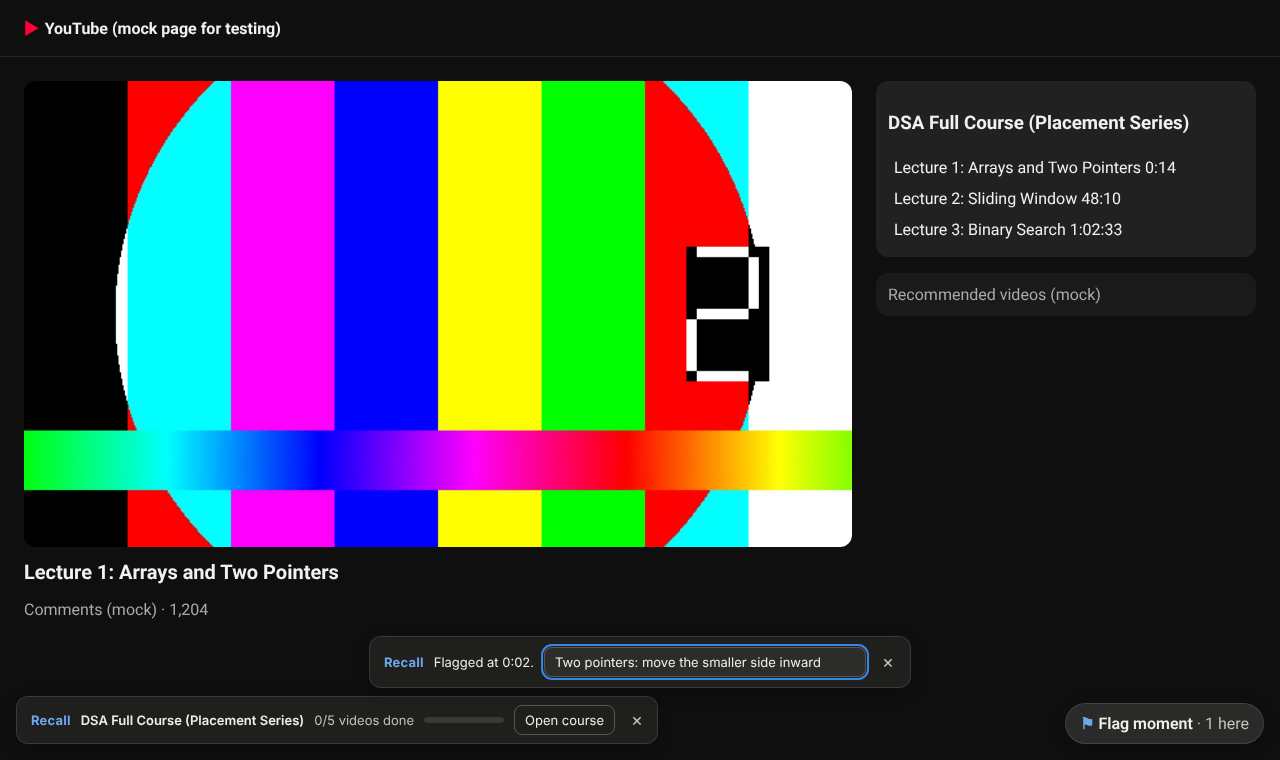 YouTube (mock page for testing)
2
DSA Full Course (Placement Series)
Lecture 1: Arrays and Two Pointers 0:14
Lecture 2: Sliding Window 48:10
Lecture 3: Binary Search 1:02:33
Recommended videos (mock)
Lecture 1: Arrays and Two Pointers
Comments (mock) · 1,204
Recall Flagged at 0:02. Two pointers: move the smaller side inward ×
Recall DSA Full Course (Placement Series) 0/5 videos done Open course ×
⚑ Flag moment · 1 here